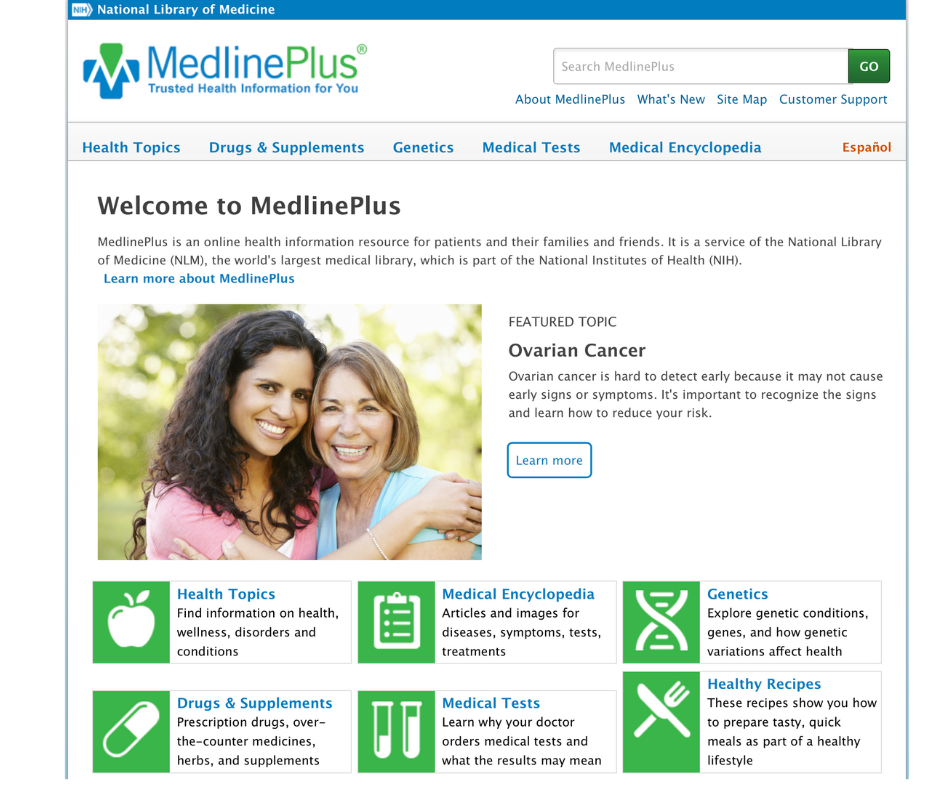 NIH National Library of Medicine
MedlinePlus®
Trusted Health Information for You
Search MedlinePlus
GO
About MedlinePlus What's New Site Map Customer Support
Health Topics Drugs & Supplements Genetics Medical Tests Medical Encyclopedia Español
Welcome to MedlinePlus
MedlinePlus is an online health information resource for patients and their families and friends. It is a service of the National Library
of Medicine (NLM), the world's largest medical library, which is part of the National Institutes of Health (NIH).
Learn more about MedlinePlus
FEATURED TOPIC
Ovarian Cancer
Ovarian cancer is hard to detect early because it may not cause
early signs or symptoms. It's important to recognize the signs
and learn how to reduce your risk.
Learn more
Health Topics
Find information on health,
wellness, disorders and
conditions
Medical Encyclopedia
Articles and images for
diseases, symptoms, tests,
treatments
Genetics
Explore genetic conditions,
genes, and how genetic
variations affect health
Drugs & Supplements
Prescription drugs, over-
the-counter medicines,
herbs, and supplements
Medical Tests
Learn why your doctor
orders medical tests and
what the results may mean
Healthy Recipes
These recipes show you how
to prepare tasty, quick
meals as part of a healthy
lifestyle